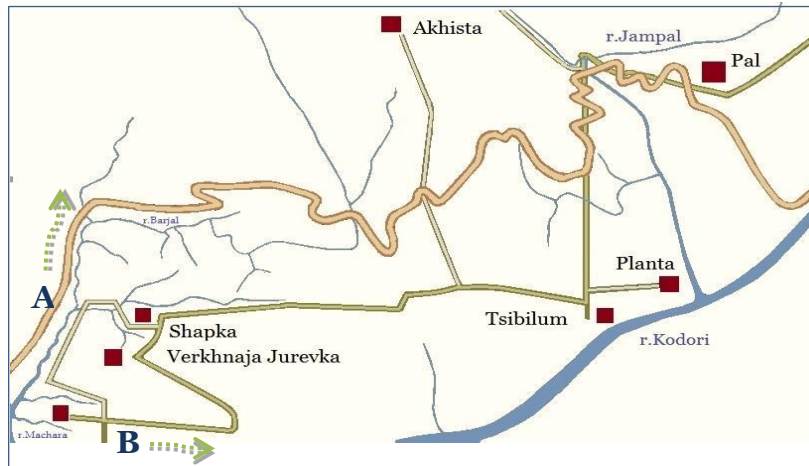 Akhista
r.Jampal
Pal
r.Barjal
A
Planta
Shapka
Tsibilum
Verkhnaja Jurevka
r.Kodori
r.Machara
B